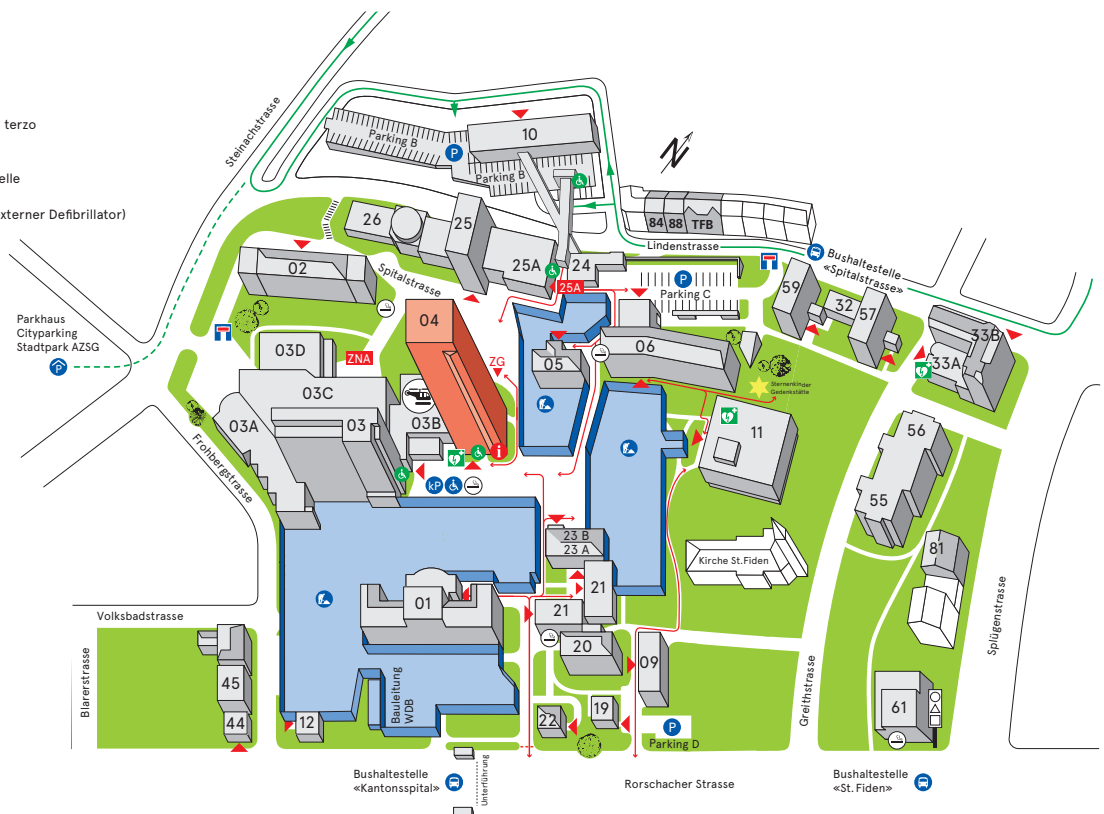 terzo
elle
xterner Defibrillator)
Steinachstrasse
Parking B
P
10
Parking B
N
84
88
TFB
Lindenstrasse
Bushaltestelle
«Spitalstrasse»
26
25
25A
24
25A
P
Parking C
02
Spitalstrasse
59
32
57
33B
33A
Parkhaus
Cityparking
Stadtpark AZSG
P
04
03D
ZNA
ZG
05
06
Sternenkinder
Gedenkstätte
03C
03A
03
03B
11
56
55
Frohbergstrasse
i
kP
23 B
23 A
Kirche St.Fiden
81
01
21
21
20
09
Volksbadstrasse
Blarerstrasse
45
44
12
Bauleitung
WDB
22
19
P
Parking D
Greithstrasse
Splügenstrasse
61
Unterführung
Bushaltestelle
«Kantonsspital»
Rorschacher Strasse
Bushaltestelle
«St. Fiden»